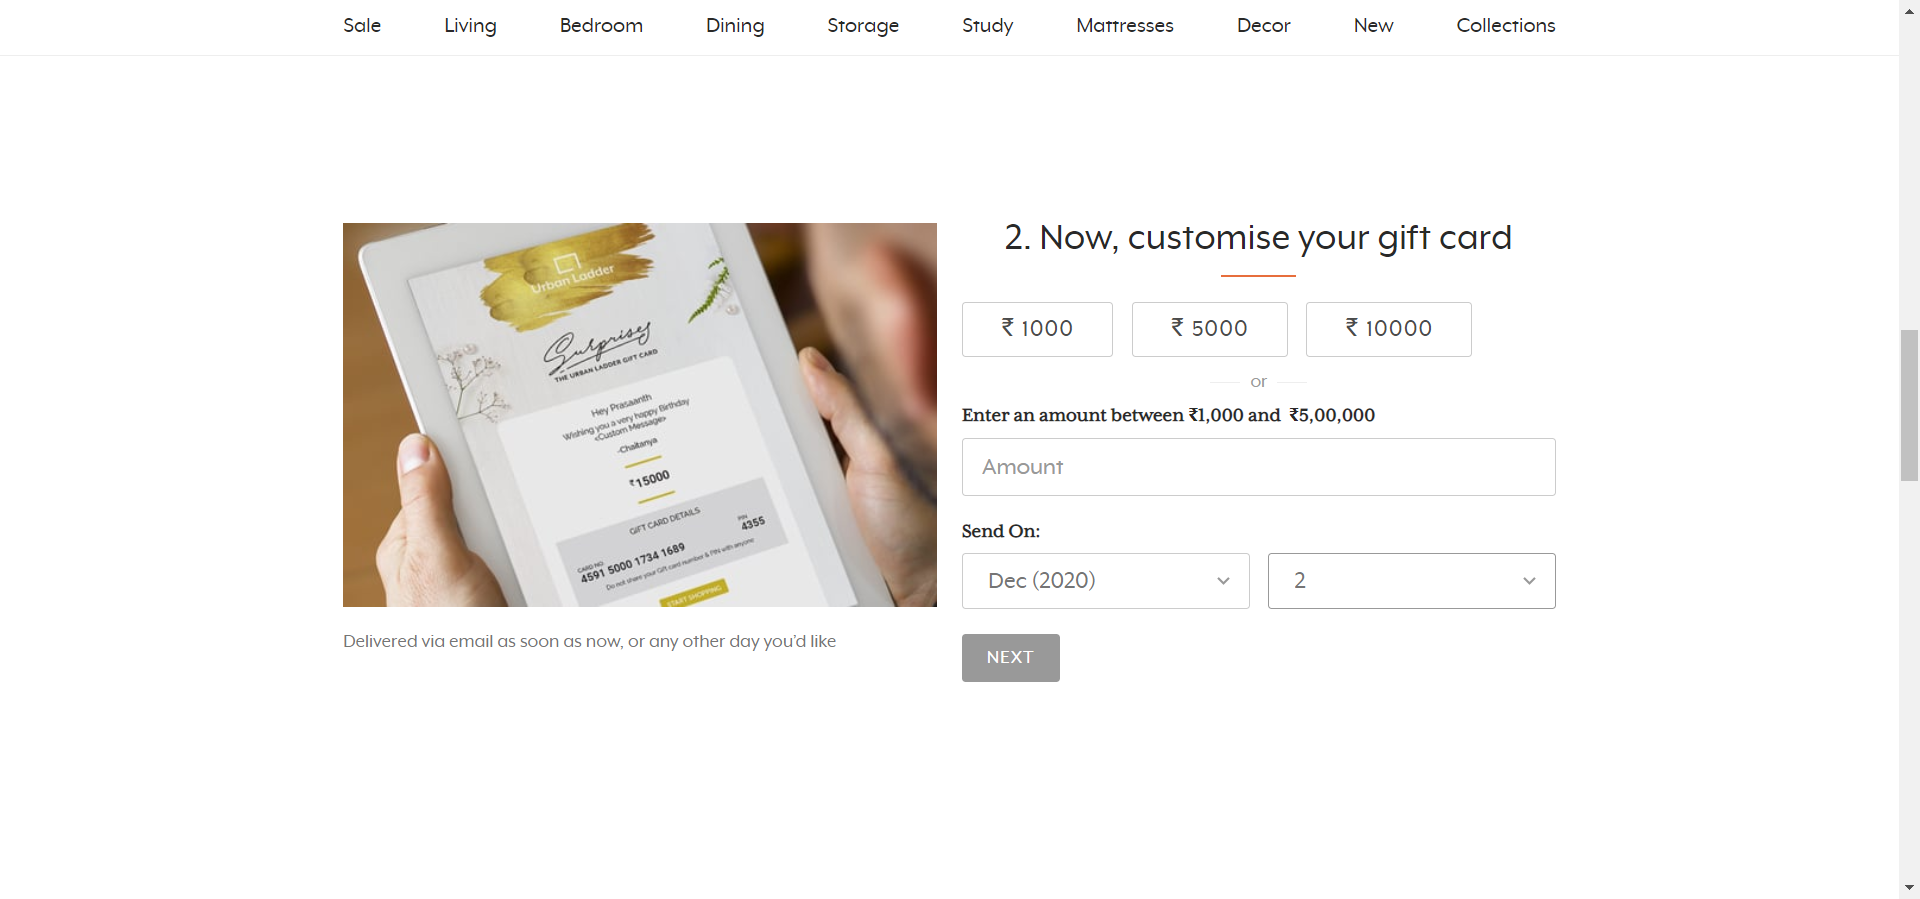 Sale Living Bedroom Dining Storage Study Mattresses Decor New Collections
Urban Ladder
Surprises
THE URBAN LADDER GIFT CARD
Hey Prasaanth
Wishing you a very happy Birthday
<Custom Message>
-Chaitanya
₹15000
GIFT CARD DETAILS
CARD NO. PIN
4591 5000 1734 1689 4355
Do not share your Gift card number & PIN with anyone
START SHOPPING
Delivered via email as soon as now, or any other day you'd like
2. Now, customise your gift card
₹ 1000 ₹ 5000 ₹ 10000
or
Enter an amount between ₹1,000 and ₹5,00,000
Amount
Send On:
Dec (2020) 2
NEXT